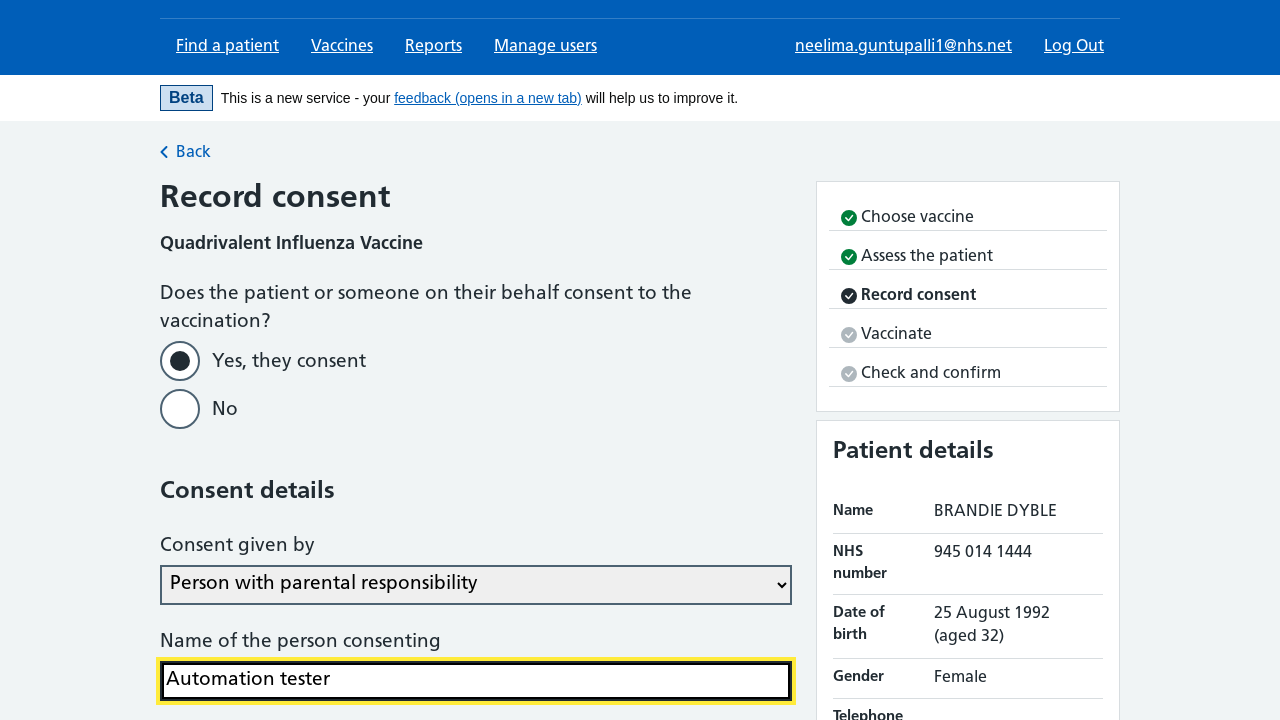 Find a patient
Vaccines
Reports
Manage users
neelima.guntupalli1@nhs.net
Log Out
Beta
This is a new service - your feedback (opens in a new tab) will help us to improve it.
Back
Record consent
Quadrivalent Influenza Vaccine
Does the patient or someone on their behalf consent to the
vaccination?
Yes, they consent
No
Consent details
Consent given by
Person with parental responsibility
Name of the person consenting
Automation tester
Choose vaccine
Assess the patient
Record consent
Vaccinate
Check and confirm
Patient details
Name
BRANDIE DYBLE
NHS
number
945 014 1444
Date of
birth
25 August 1992
(aged 32)
Gender
Female
Telephone